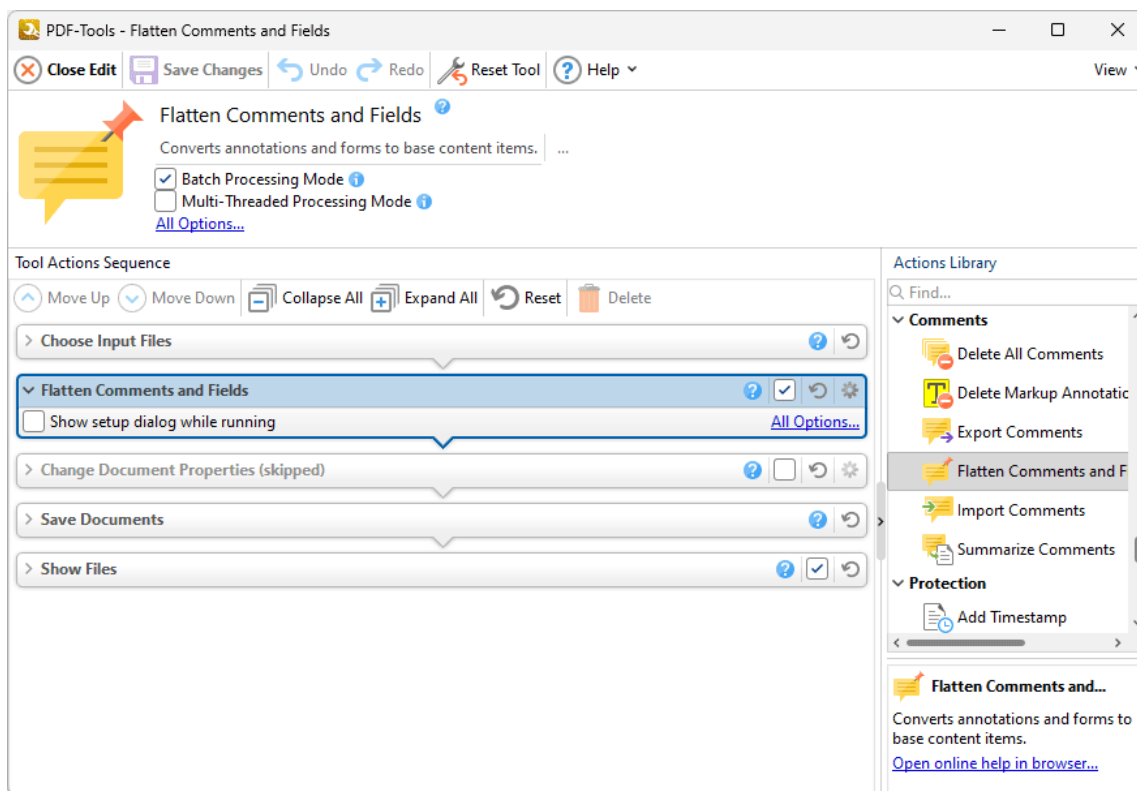 PDF-Tools - Flatten Comments and Fields
Close Edit Save Changes Undo Redo Reset Tool ? Help View
Flatten Comments and Fields ?
Converts annotations and forms to base content items. ...
Batch Processing Mode i
Multi-Threaded Processing Mode i
All Options...
Tool Actions Sequence
Move Up Move Down Collapse All Expand All Reset Delete
Choose Input Files ?
Flatten Comments and Fields ?
Show setup dialog while running All Options...
Change Document Properties (skipped) ?
Save Documents ?
Show Files ?
Actions Library
Find...
Comments
Delete All Comments
T Delete Markup Annotatic
Export Comments
Flatten Comments and F
Import Comments
Summarize Comments
Protection
Add Timestamp
Flatten Comments and...
Converts annotations and forms to
base content items.
Open online help in browser...